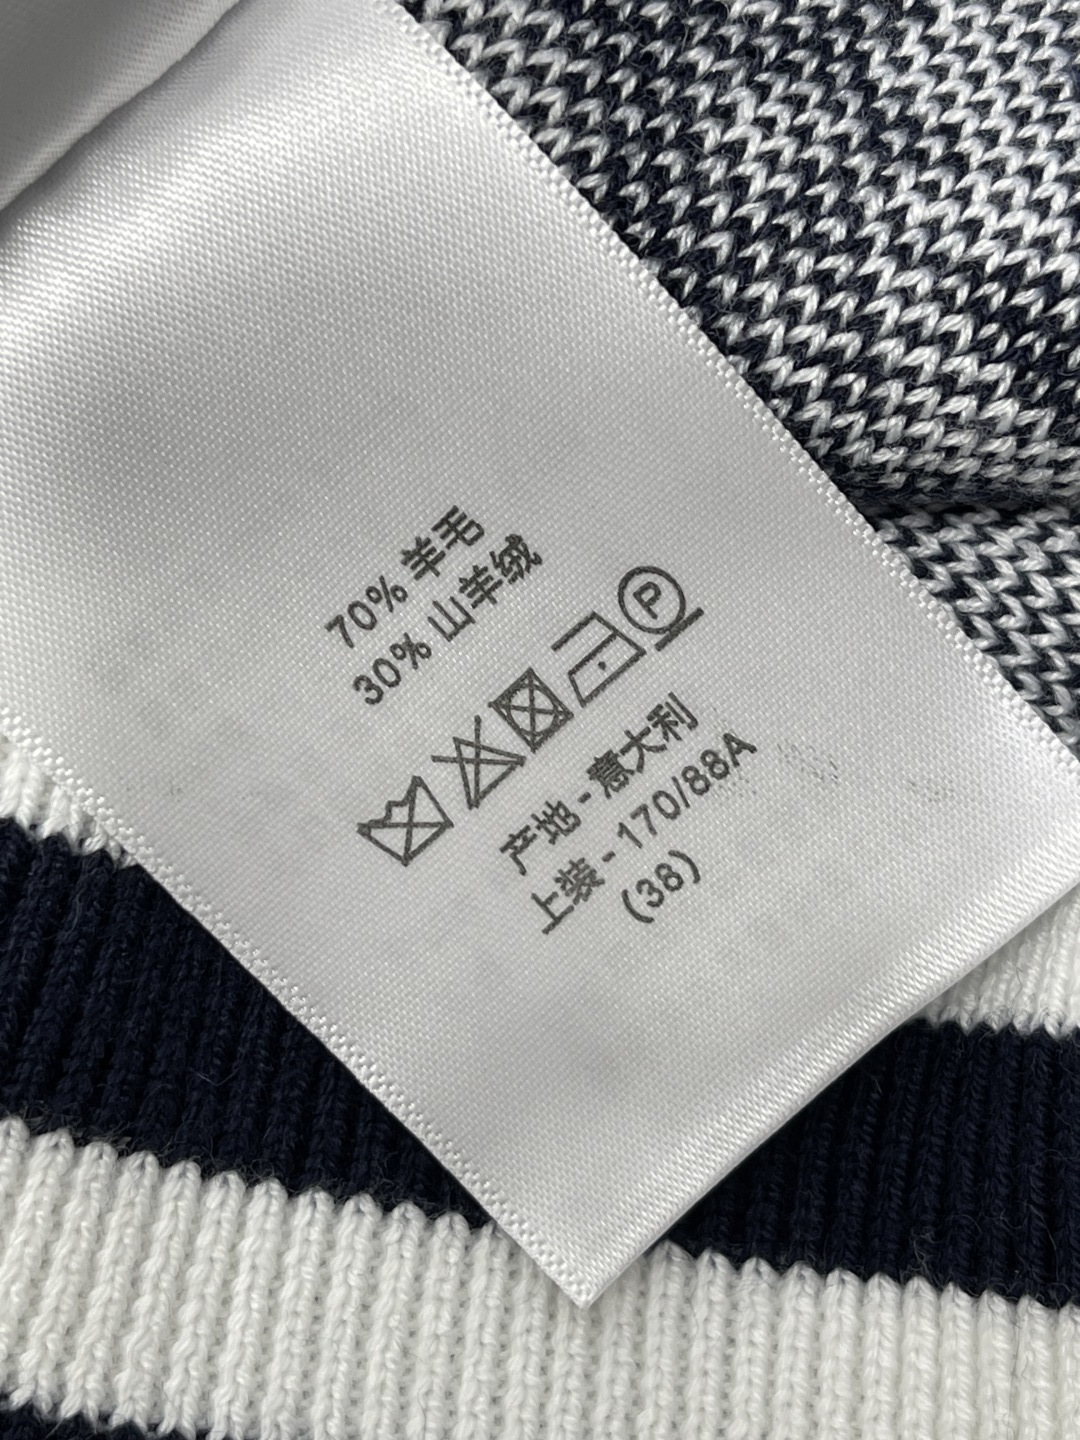 70% 羊毛
30% 山羊绒
P
产地 - 意大利
上装 - 170/88A
(38)